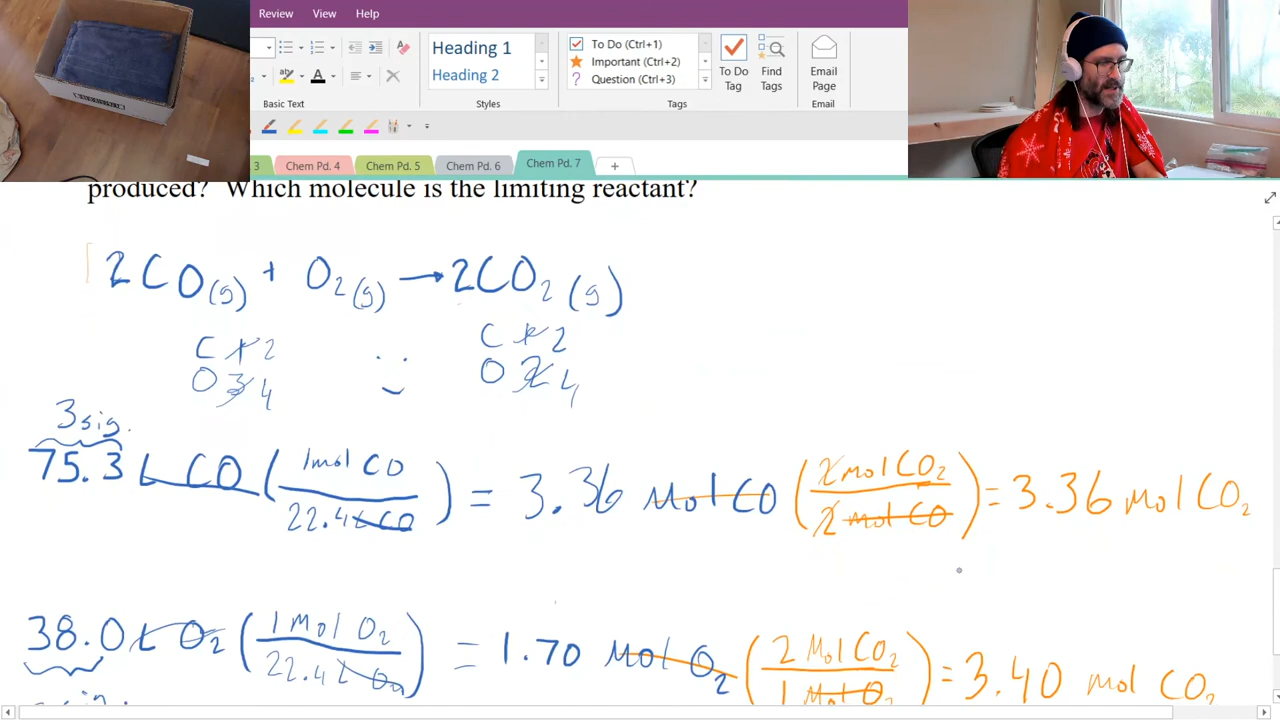 Review View Help
Heading 1
Heading 2
To Do (Ctrl+1)
Important (Ctrl+2)
? Question (Ctrl+3)
To Do Tag
Find Tags
Email Page
Basic Text
Styles
Tags
Email
3 Chem Pd. 4 Chem Pd. 5 Chem Pd. 6 Chem Pd. 7 +
produced? Which molecule is the limiting reactant?
2CO(g) + O2(g) → 2CO2(g)
C 1 2 C 1 2
O 3 4 O 2 4
3 sig.
75.3 L CO (1mol CO / 22.4 L CO) = 3.36 mol CO (2 mol CO2 / 2 mol CO) = 3.36 mol CO2
38.0 L O2 (1 mol O2 / 22.4 L O2) = 1.70 mol O2 (2 mol CO2 / 1 mol O2) = 3.40 mol CO2